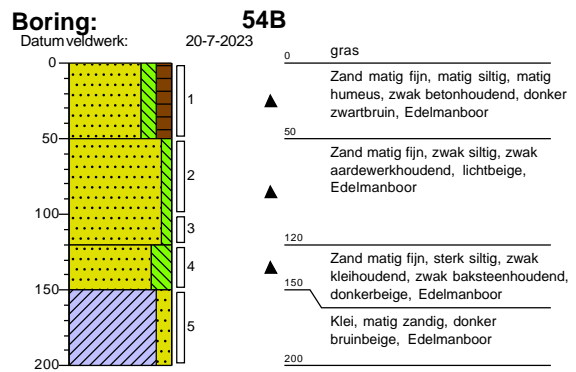 Boring: 54B
Datum veldwerk: 20-7-2023
0
50
100
150
200
1
2
3
4
5
0
gras
Zand matig fijn, matig siltig, matig
humeus, zwak betonhoudend, donker
zwartbruin, Edelmanboor
50
Zand matig fijn, zwak siltig, zwak
aardewerkhoudend, lichtbeige,
Edelmanboor
120
Zand matig fijn, sterk siltig, zwak
kleihoudend, zwak baksteenhoudend,
donkerbeige, Edelmanboor
150
Klei, matig zandig, donker
bruinbeige, Edelmanboor
200